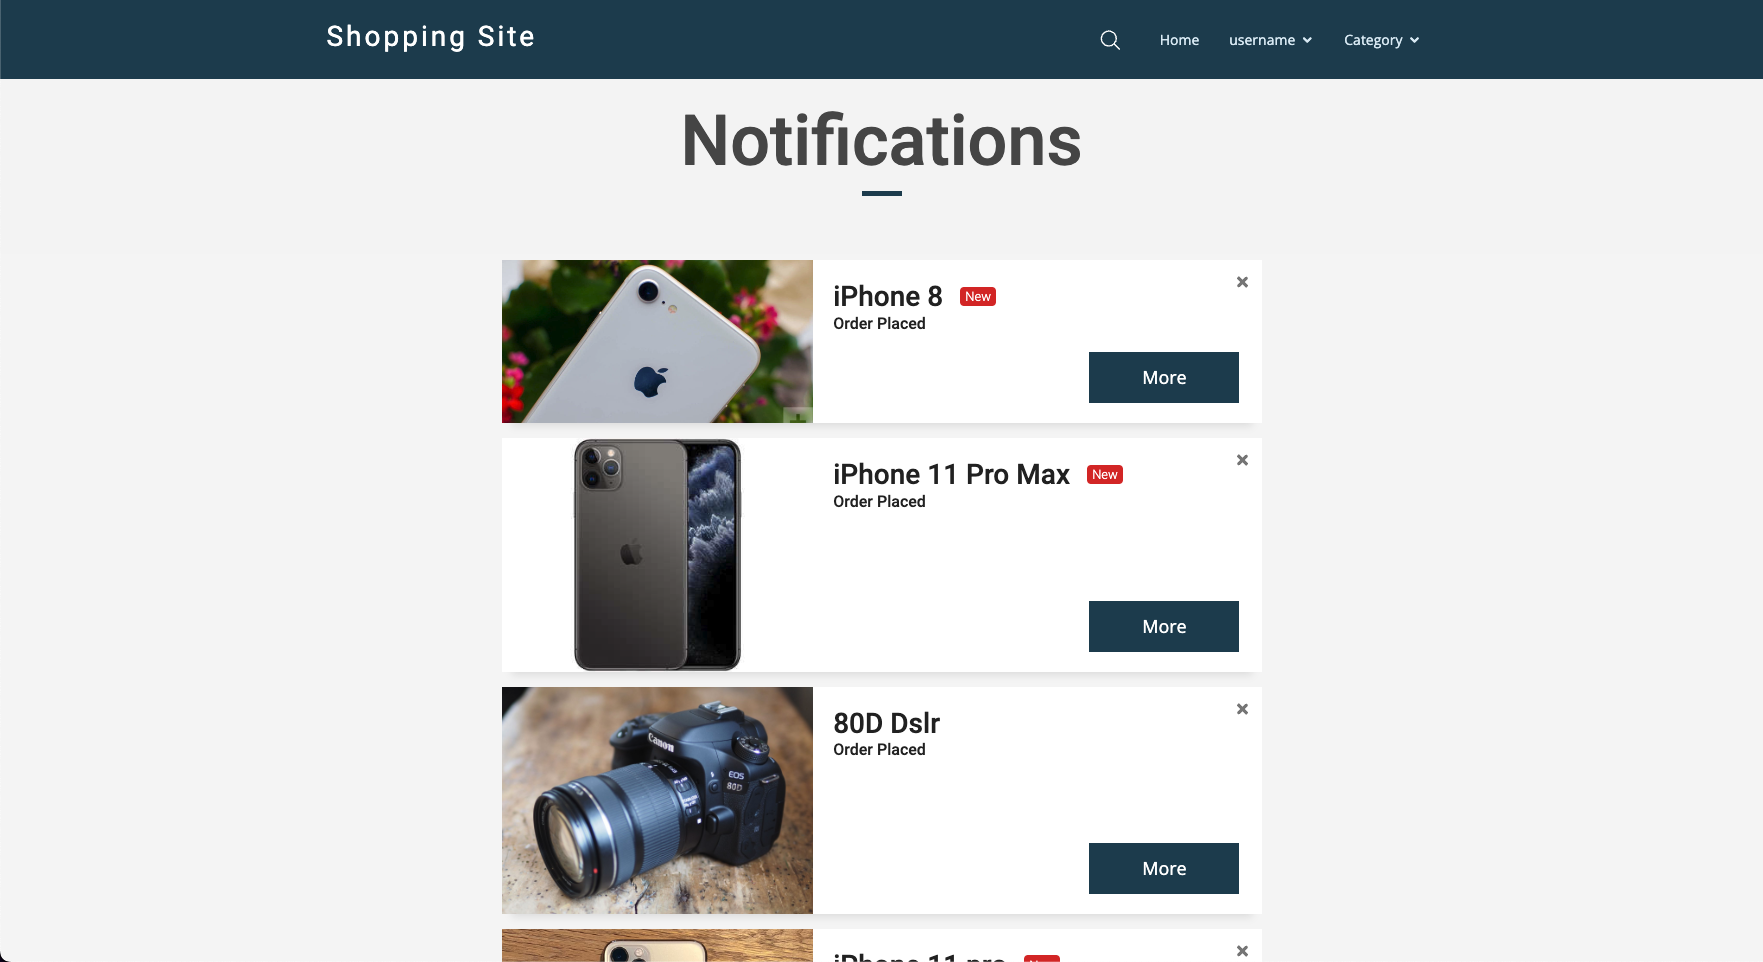 Shopping Site
Home username Category
Notifications
iPhone 8 New
Order Placed
More
iPhone 11 Pro Max New
Order Placed
More
Canon
EOS
80D
80D Dslr
Order Placed
More
iPhone 11 pro